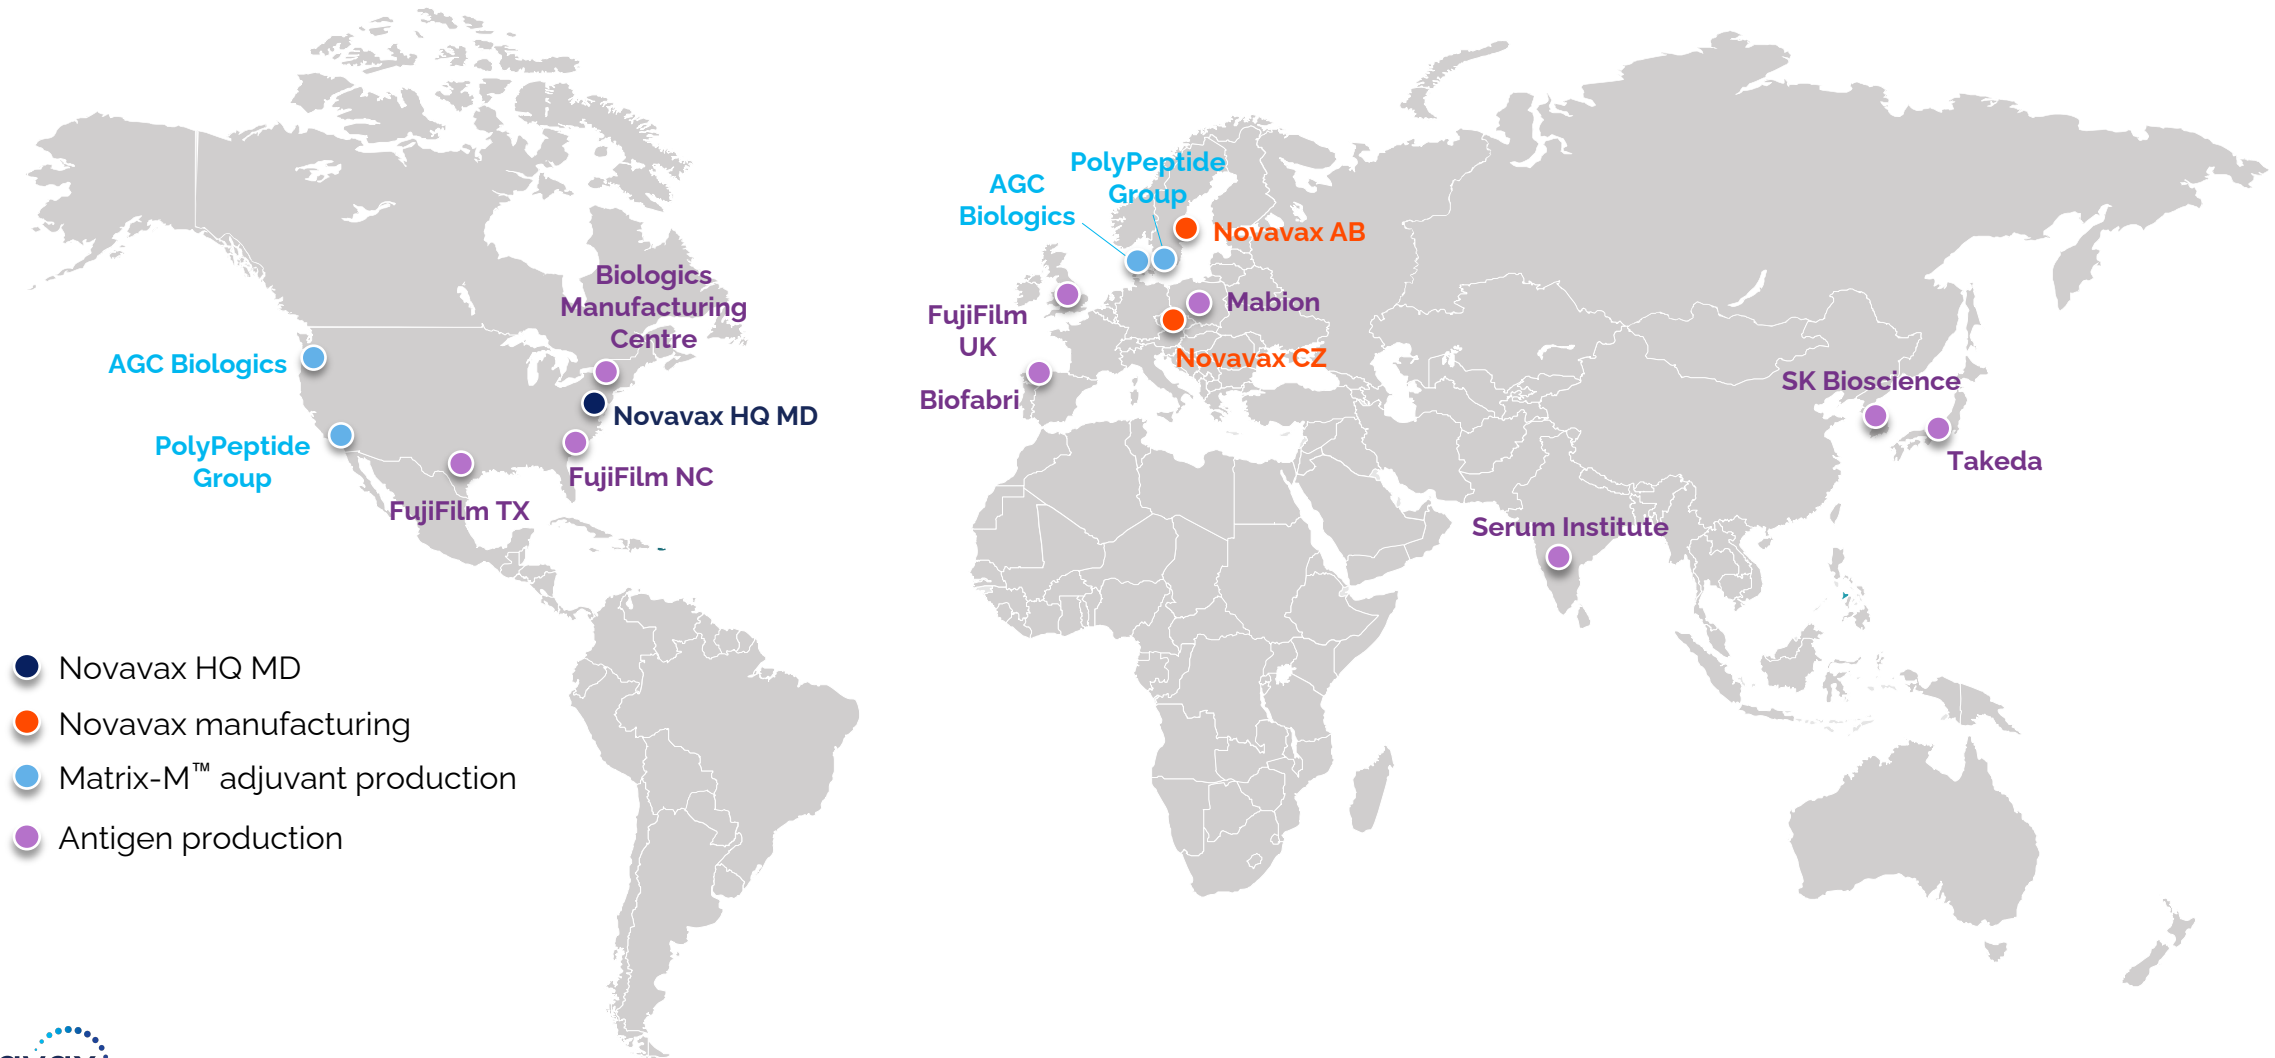 PolyPeptide
Group
AGC
Biologics
Novavax AB
Biologics
Manufacturing
Centre
FujiFilm
UK
Mabion
Novavax CZ
AGC Biologics
Biofabri
SK Bioscience
Novavax HQ MD
PolyPeptide
Group
FujiFilm NC
Takeda
FujiFilm TX
Serum Institute
Novavax HQ MD
Novavax manufacturing
Matrix-M™ adjuvant production
Antigen production